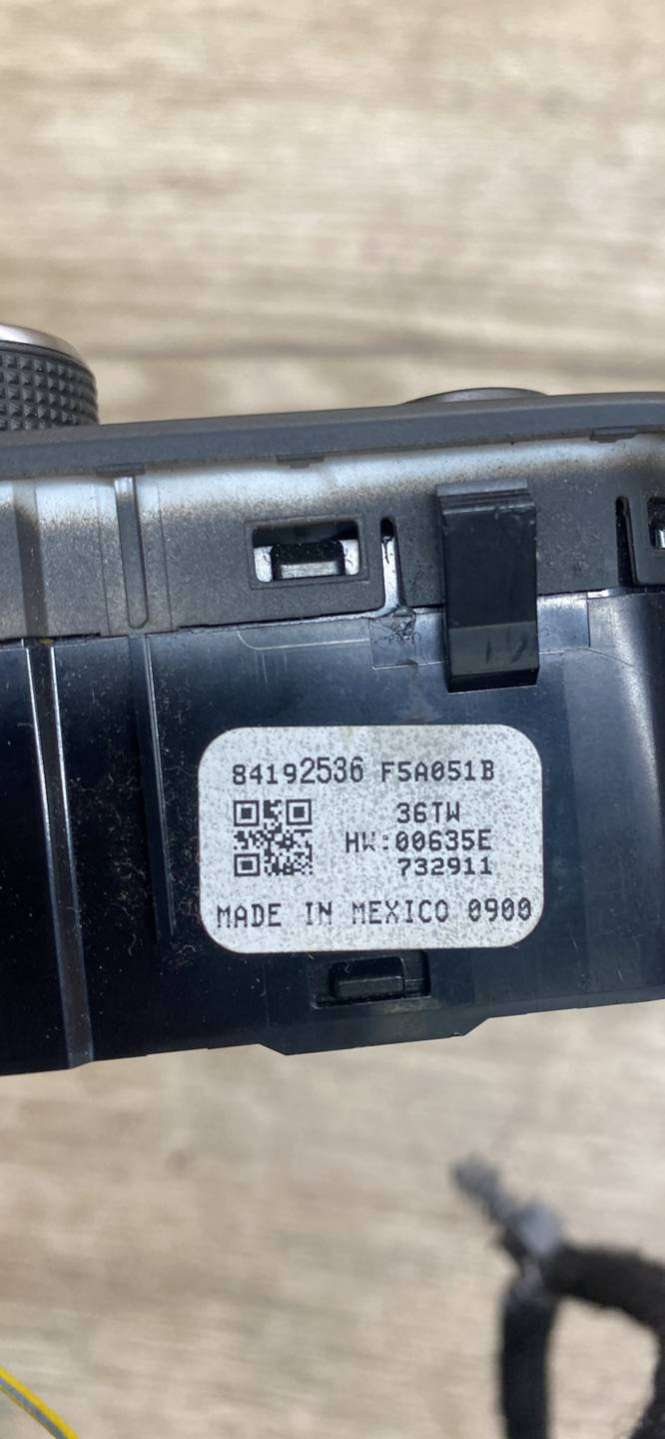 84192536 F5A051B
36TW
HW:00635E
732911
MADE IN MEXICO 0900